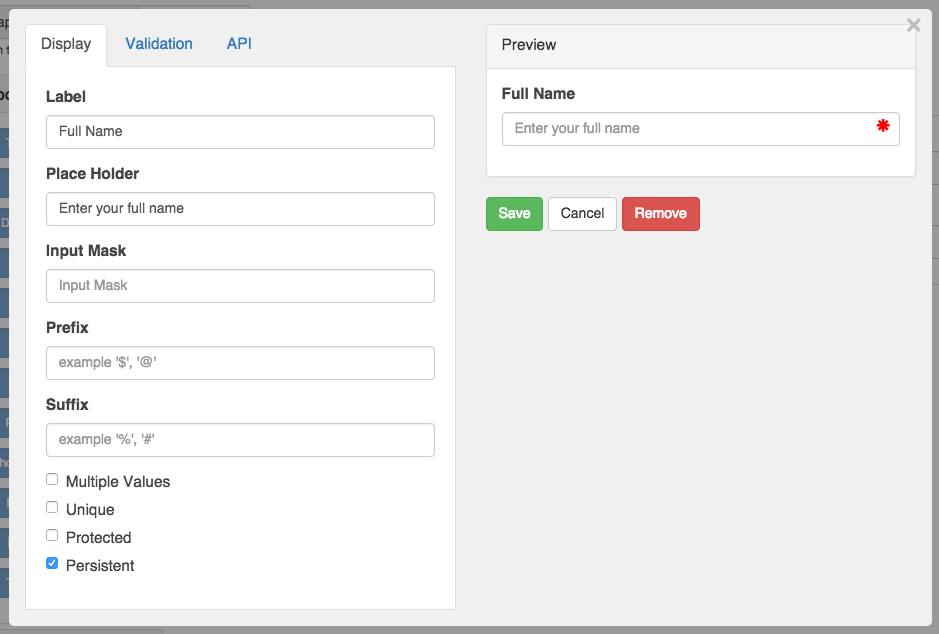 Display Validation API
Label
Full Name
Place Holder
Enter your full name
Input Mask
Input Mask
Prefix
example '$', '@'
Suffix
example '%', '#'
Multiple Values
Unique
Protected
Persistent
×
Preview
Full Name
Enter your full name *
Save Cancel Remove